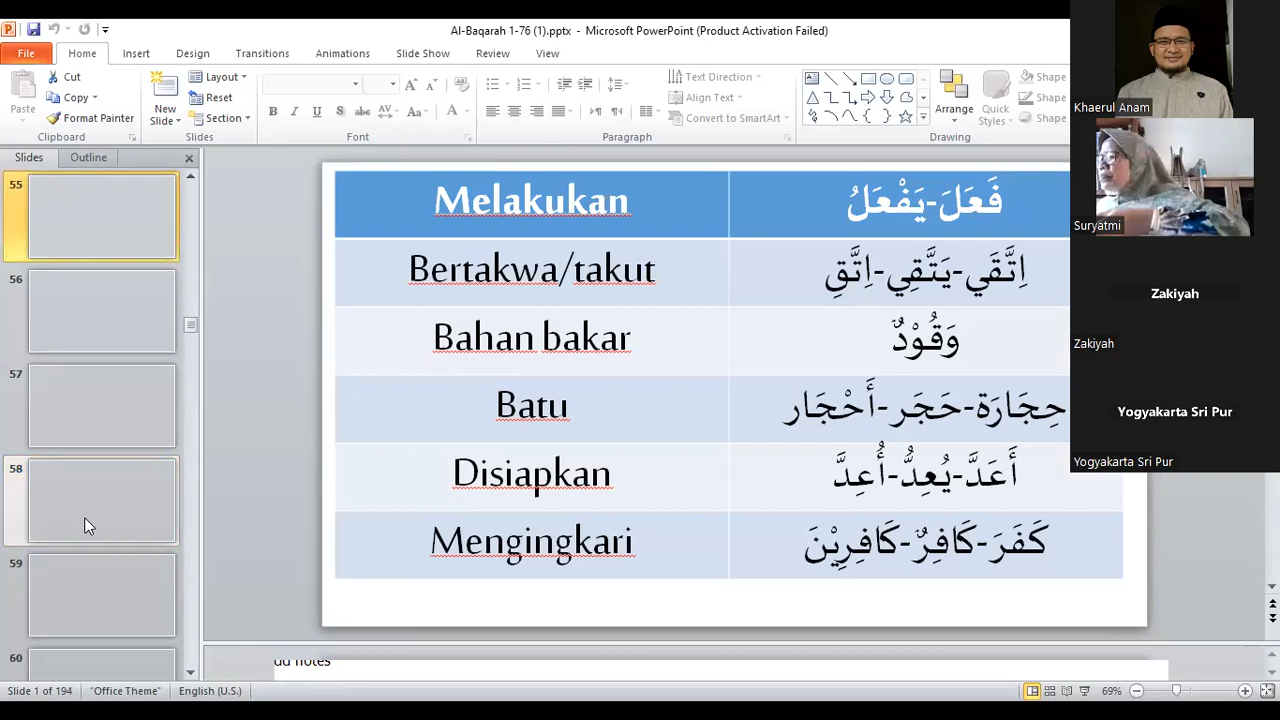 Al-Baqarah 1-76 (1).pptx - Microsoft PowerPoint (Product Activation Failed)
File Home Insert Design Transitions Animations Slide Show Review View
Paste
Cut
Copy
Format Painter
Clipboard
New Slide
Layout
Reset
Section
Slides
Font
Paragraph
Text Direction
Align Text
Convert to SmartArt
Arrange
Quick Styles
Shape
Shape
Shape
Drawing
Slides Outline
55
56
57
58
59
60
Melakukan فَعَلَ-يَفْعَلُ
Bertakwa/takut اِتَّقَي-يَتَّقِي-اِتَّقِ
Bahan bakar وَقُوْدٌ
Batu حِجَارَة-حَجَر-أَحْجَار
Disiapkan أَعَدَّ-يُعِدُّ-أُعِدَّ
Mengingkari كَفَرَ-كَافِرٌ-كَافِرِيْنَ
dd notes
Slide 1 of 194 "Office Theme" English (U.S.) 69%
Khaerul Anam
Suryatmi
Zakiyah
Zakiyah
Yogyakarta Sri Pur
Yogyakarta Sri Pur